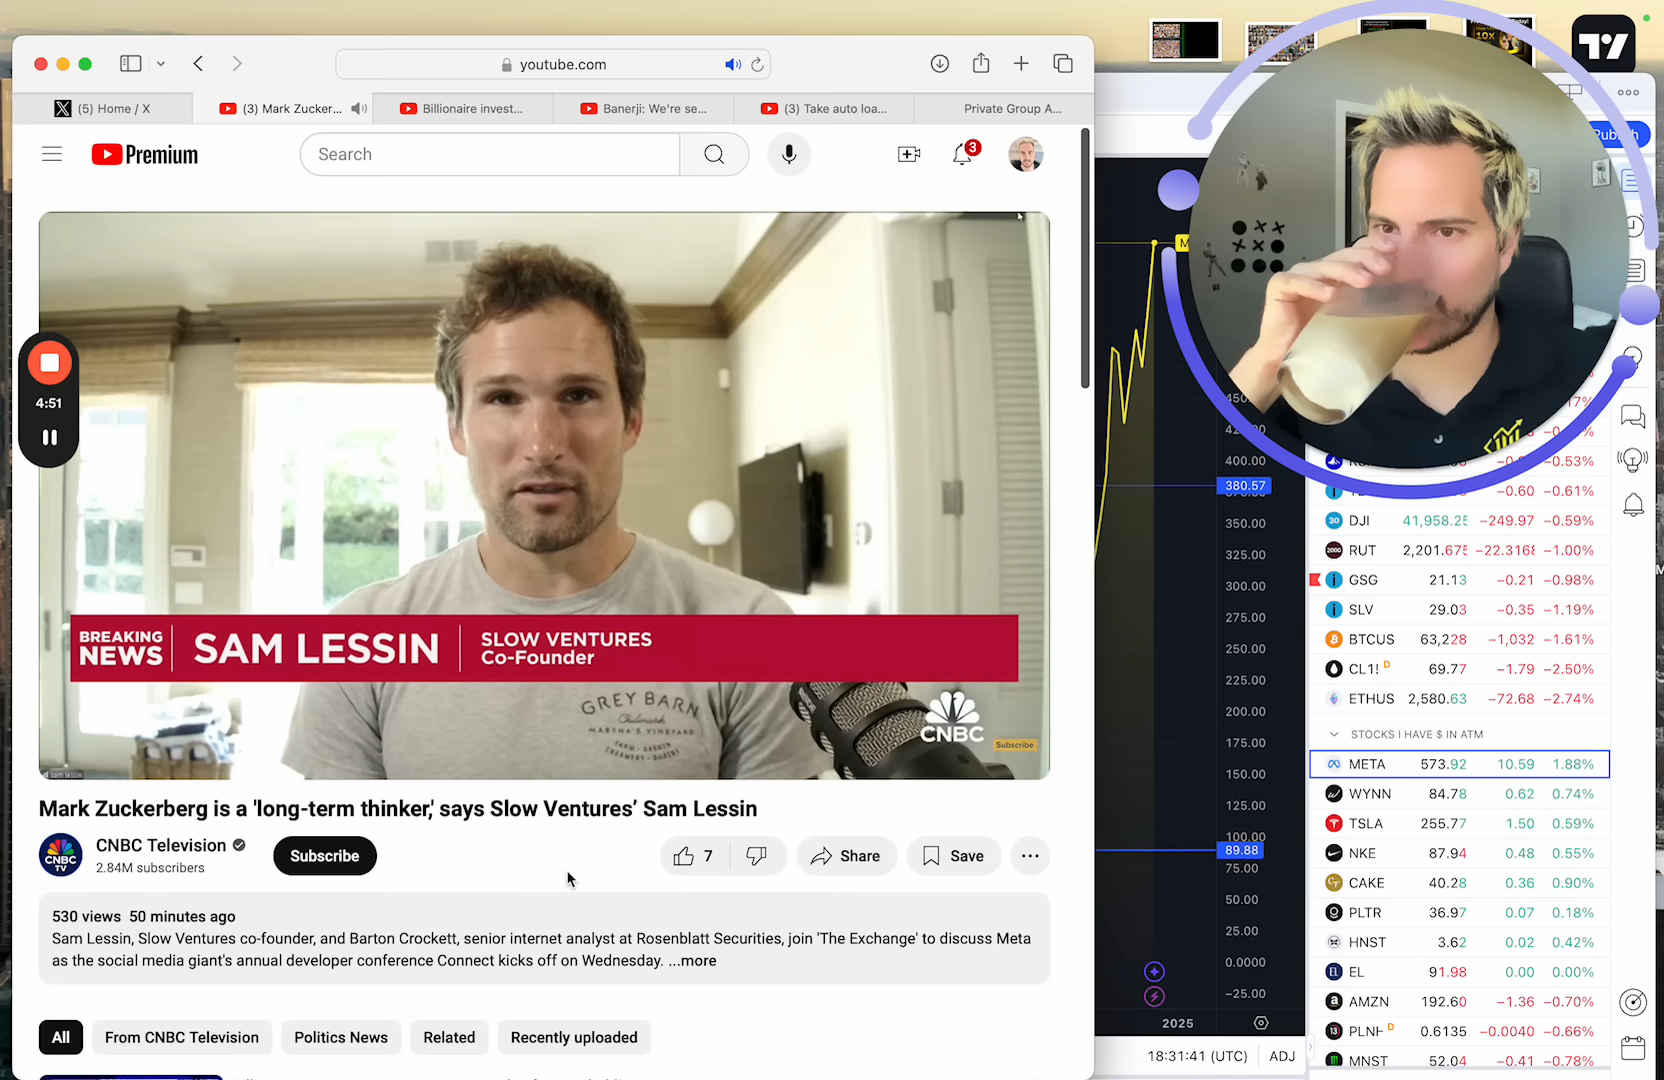 youtube.com
(5) Home / X
(3) Mark Zucker...
Billionaire invest...
Banerji: We're se...
(3) Take auto loa...
Private Group A...
Premium
Search
3
4:51
BREAKING
NEWS
SAM LESSIN
SLOW VENTURES
Co-Founder
GREY BARN
Chilmark
MARTHA'S VINEYARD
CNBC
Subscribe
sam lessin
Mark Zuckerberg is a 'long-term thinker,' says Slow Ventures’ Sam Lessin
CNBC
TV
CNBC Television
2.84M subscribers
Subscribe
7
Share
Save
530 views 50 minutes ago
Sam Lessin, Slow Ventures co-founder, and Barton Crockett, senior internet analyst at Rosenblatt Securities, join 'The Exchange' to discuss Meta
as the social media giant's annual developer conference Connect kicks off on Wednesday. ...more
All
From CNBC Television
Politics News
Related
Recently uploaded
10X
M
400.00
380.57
350.00
325.00
300.00
275.00
250.00
225.00
200.00
175.00
150.00
125.00
100.00
89.88
75.00
50.00
25.00
0.0000
−25.00
2025
18:31:41 (UTC)
ADJ
−0.53%
−0.60 −0.61%
30 DJI 41,958.25 −249.97 −0.59%
2000 RUT 2,201.675 −22.3168 −1.00%
GSG 21.13 −0.21 −0.98%
SLV 29.03 −0.35 −1.19%
BTCUS 63,228 −1,032 −1.61%
CL1! D 69.77 −1.79 −2.50%
ETHUS 2,580.63 −72.68 −2.74%
STOCKS I HAVE $ IN ATM
META 573.92 10.59 1.88%
WYNN 84.78 0.62 0.74%
TSLA 255.77 1.50 0.59%
NKE 87.94 0.48 0.55%
CAKE 40.28 0.36 0.90%
PLTR 36.97 0.07 0.18%
HNST 3.62 0.02 0.42%
EL EL 91.98 0.00 0.00%
AMZN 192.60 −1.36 −0.70%
13 PLNF D 0.6135 −0.0040 −0.66%
MNST 52.04 −0.41 −0.78%